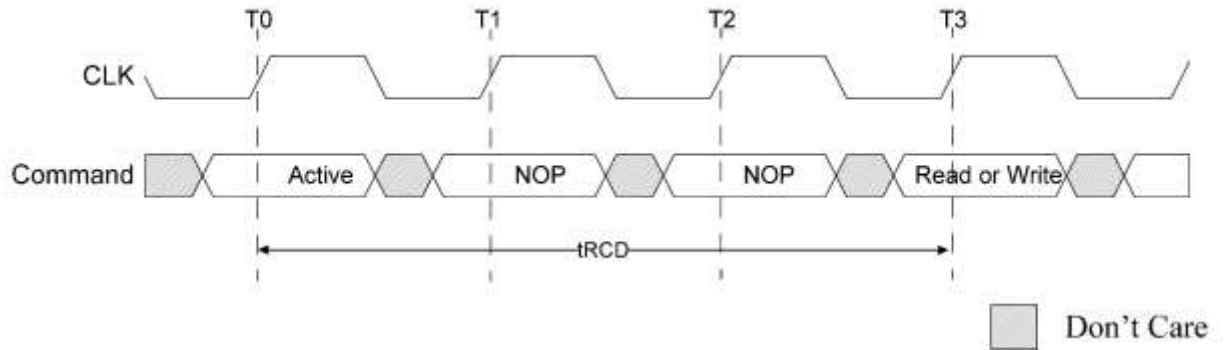 T0 T1 T2 T3
CLK
Command Active NOP NOP Read or Write
tRCD
Don't Care